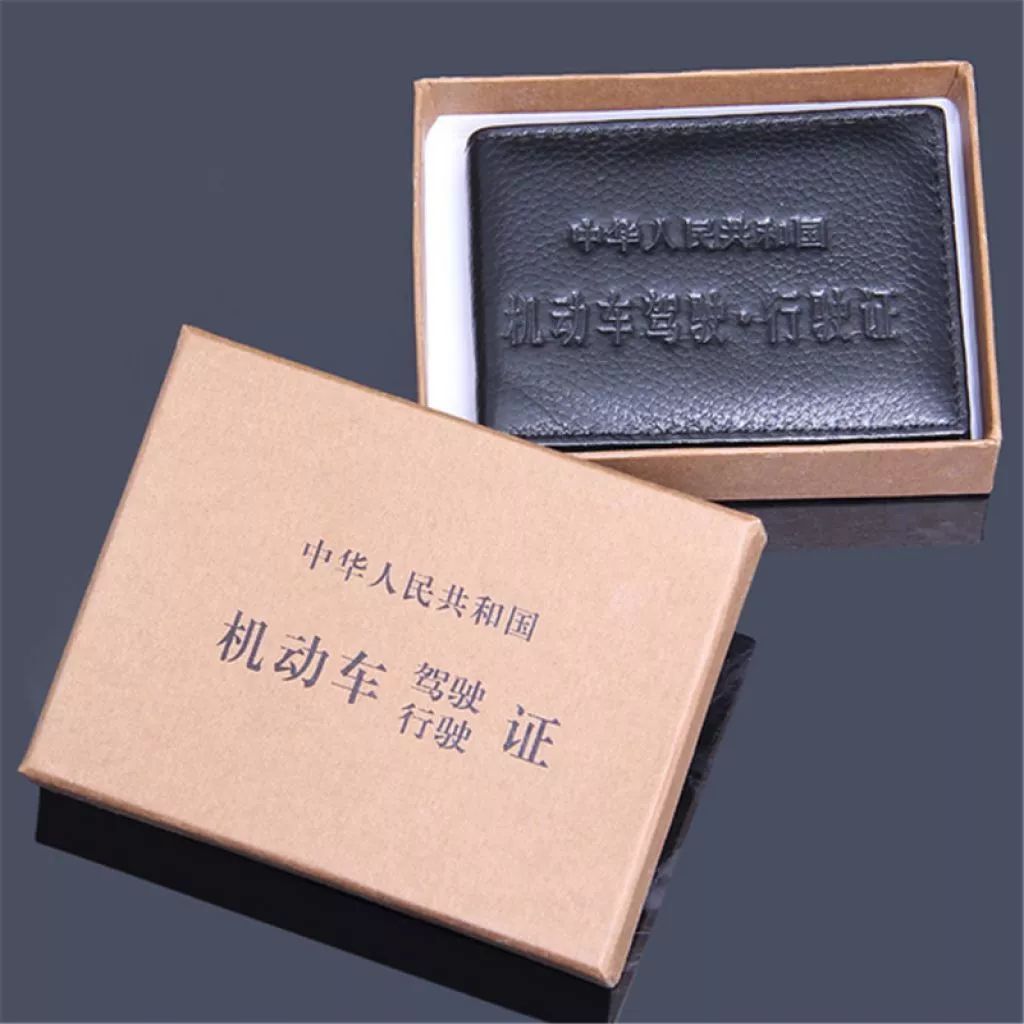 中华人民共和国
机动车驾驶·行驶证
中华人民共和国
机动车 驾驶 证
行驶